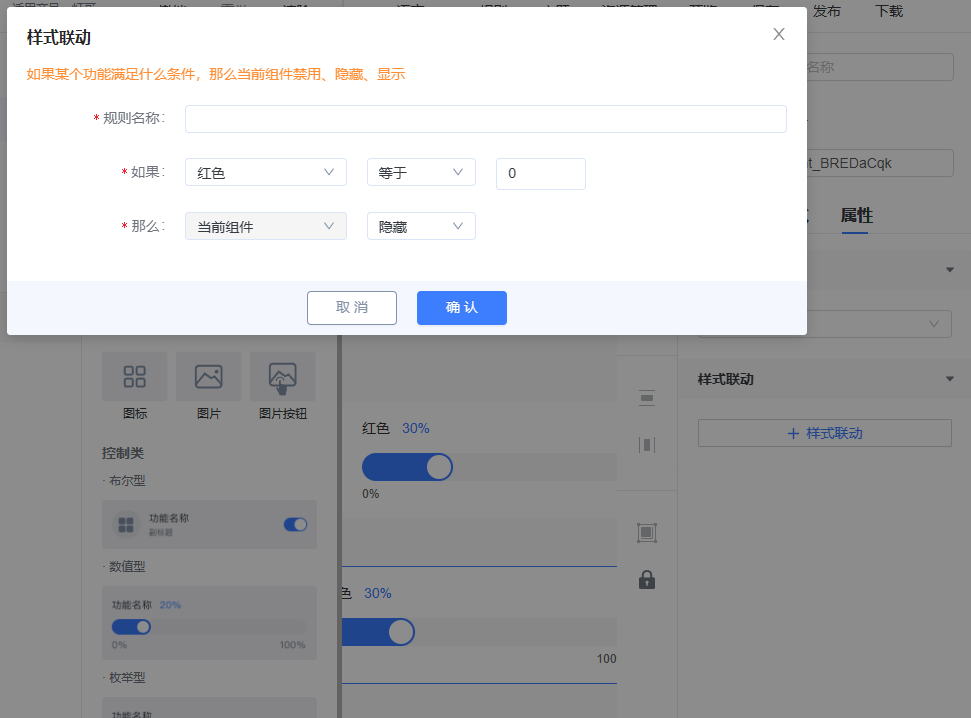 发布 下载
样式联动
如果某个功能满足什么条件，那么当前组件禁用、隐藏、显示
名称
* 规则名称：
t_BREDaCqk
* 如果： 红色 等于 0
属性
* 那么： 当前组件 隐藏
取 消 确 认
样式联动
图标 图片 图片按钮
+ 样式联动
红色 30%
控制类
· 布尔型
0%
功能名称
副标题
· 数值型
色 30%
功能名称 20%
0% 100%
100
· 枚举型
功能名称